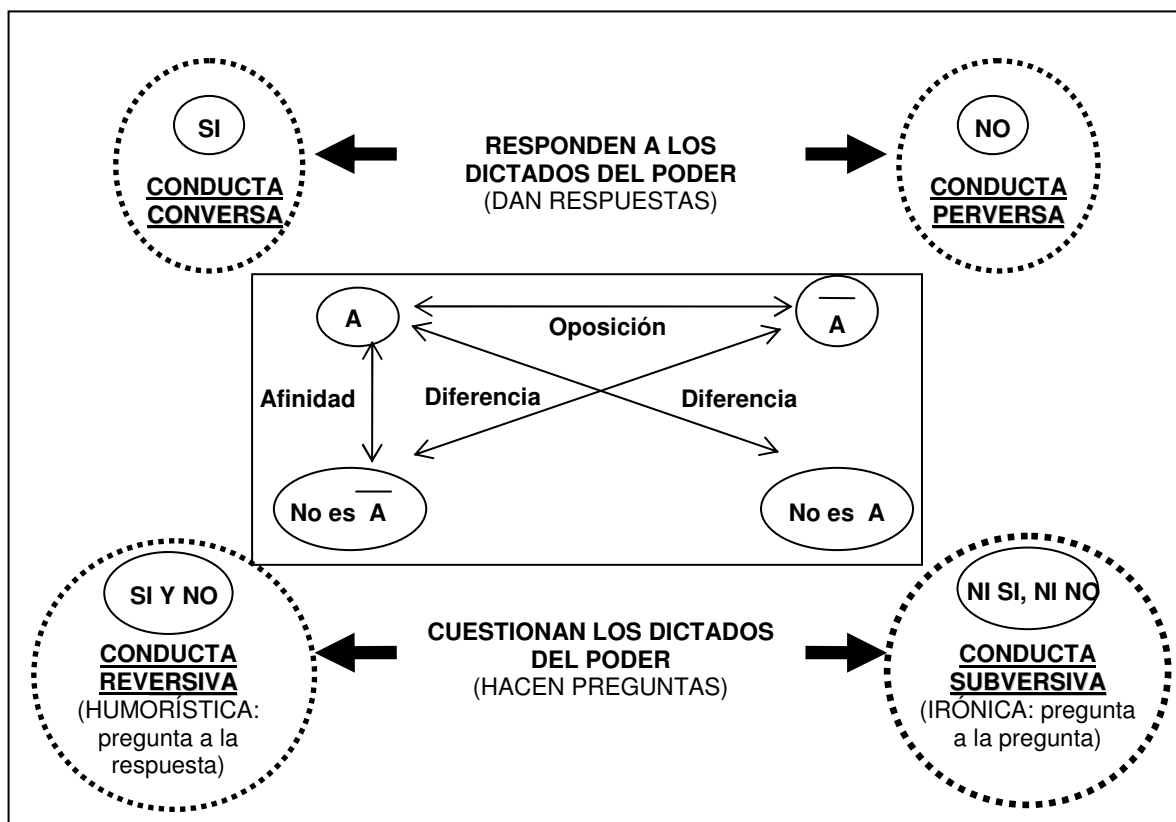 SI
CONDUCTA
CONVERSA
RESPONDEN A LOS
DICTADOS DEL PODER
(DAN RESPUESTAS)
NO
CONDUCTA
PERVERSA
A
Oposición
A̅
Afinidad
Diferencia
Diferencia
No es A̅
No es A
SI Y NO
CONDUCTA
REVERSIVA
(HUMORÍSTICA:
pregunta a la
respuesta)
CUESTIONAN LOS DICTADOS
DEL PODER
(HACEN PREGUNTAS)
NI SI, NI NO
CONDUCTA
SUBVERSIVA
(IRÓNICA: pregunta
a la pregunta)